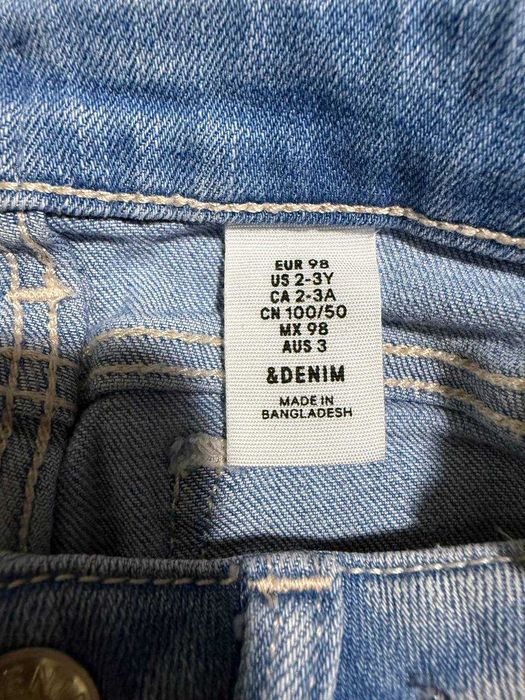 EUR 98
US 2-3Y
CA 2-3A
CN 100/50
MX 98
AUS 3
&DENIM
MADE IN
BANGLADESH